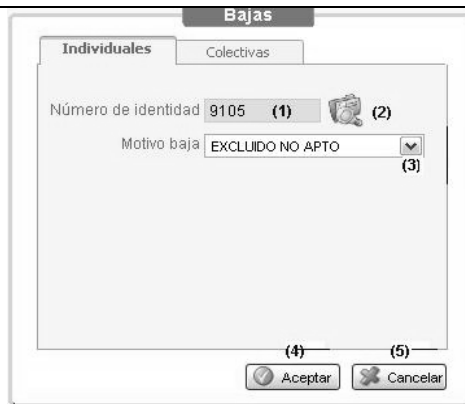 Bajas
Individuales Colectivas
Número de identidad 9105 (1) (2)
Motivo baja EXCLUIDO NO APTO
(3)
(4) (5)
Aceptar Cancelar